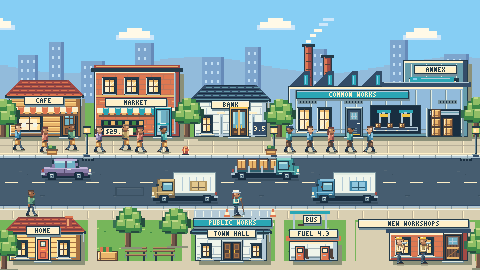 ANNEX
COMMON WORKS
CAFE
MARKET
BANK
$29.
3.5
PUBLIC WORKS
BUS
NEW WORKSHOPS
HOME
TOWN HALL
FUEL 4.3